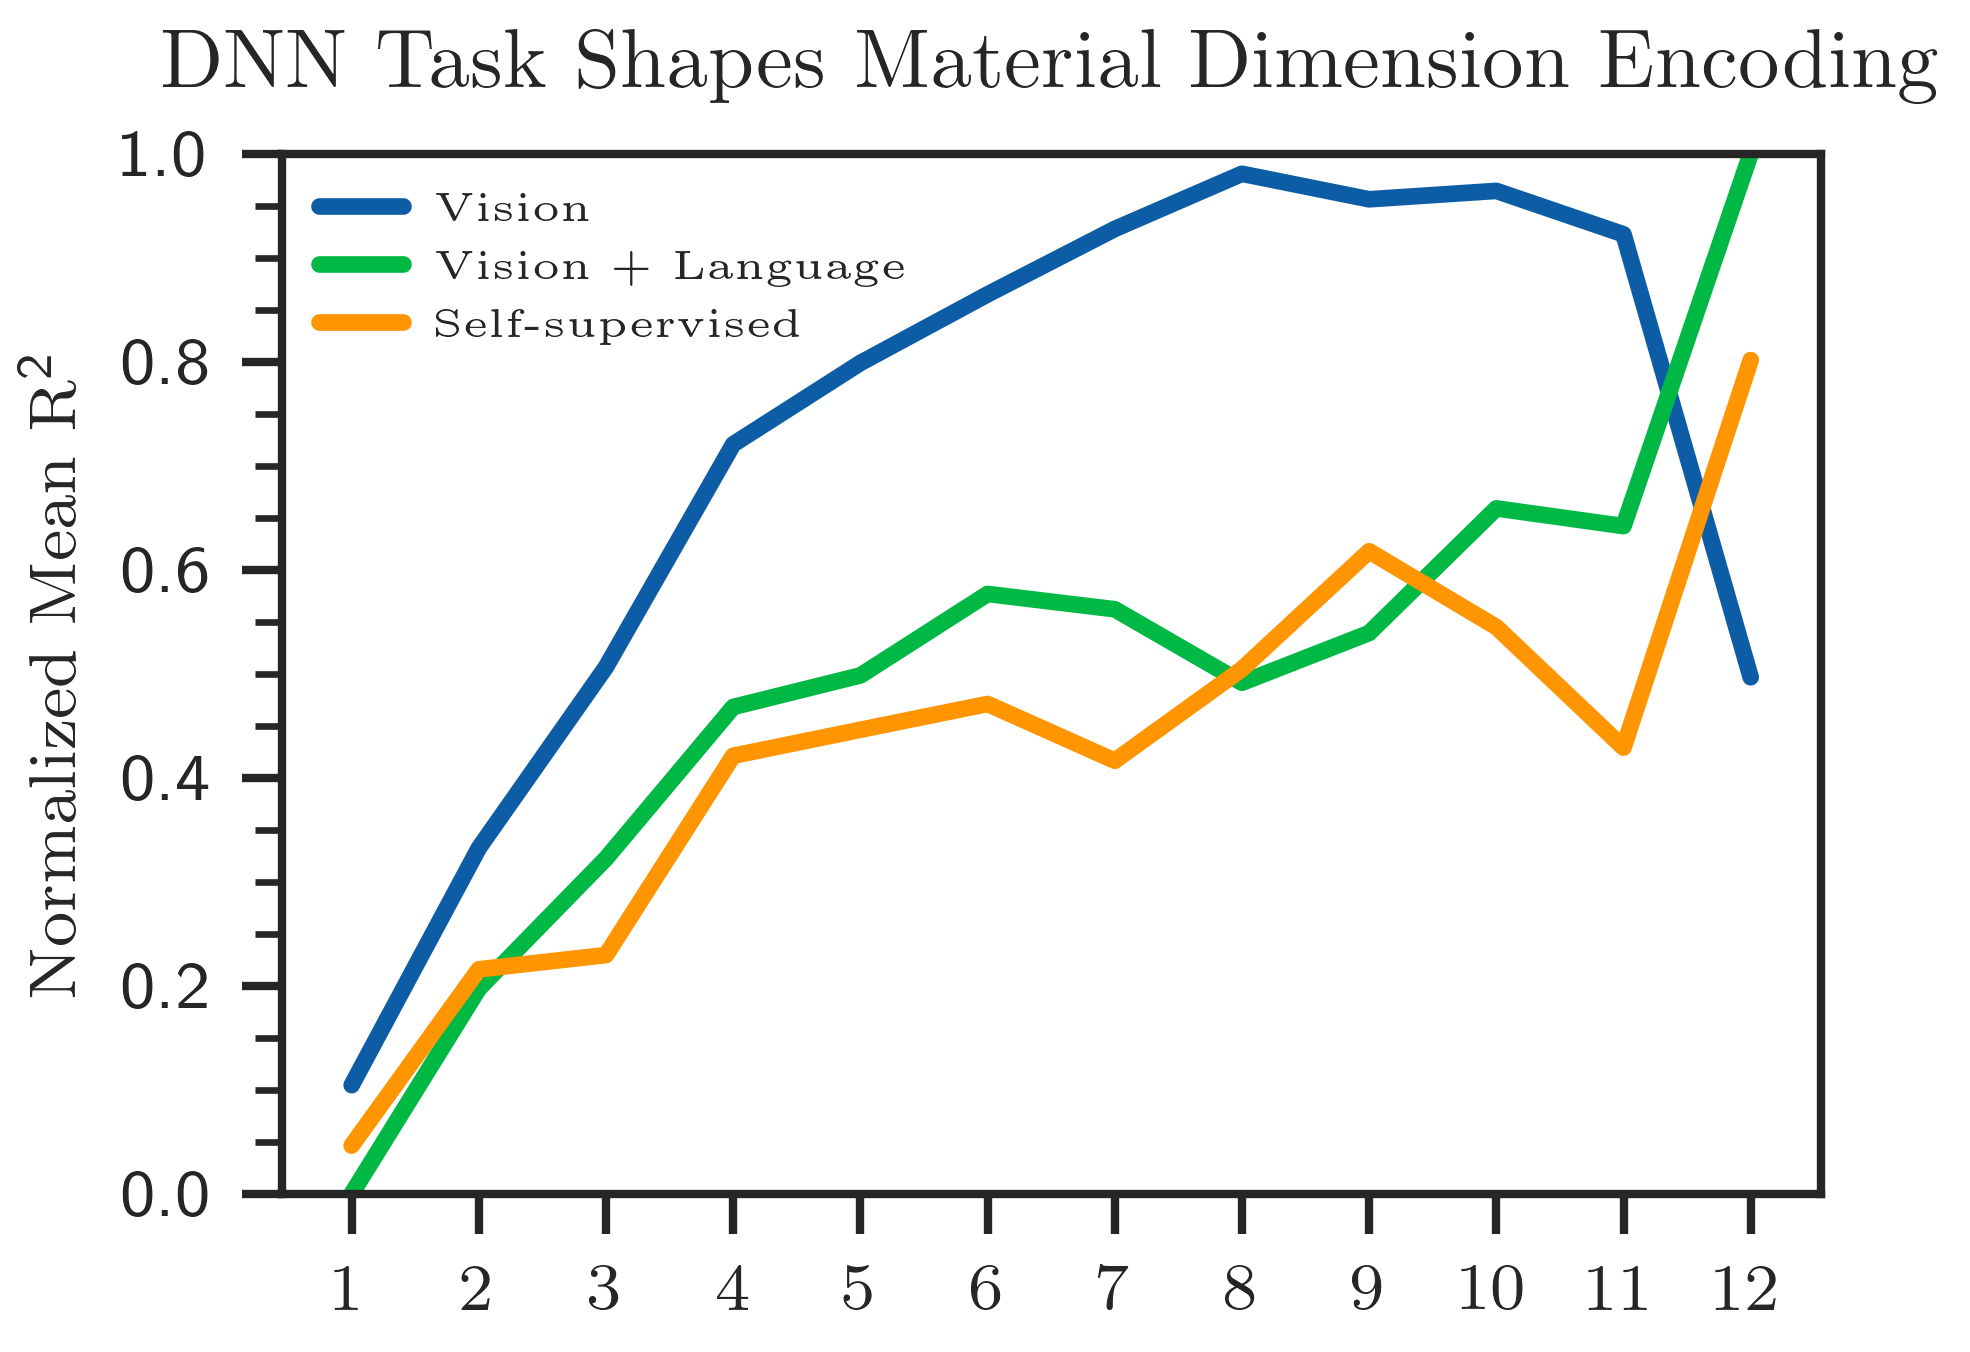 DNN Task Shapes Material Dimension Encoding
Normalized Mean R²
1.0
0.8
0.6
0.4
0.2
0.0
Vision
Vision + Language
Self-supervised
1 2 3 4 5 6 7 8 9 10 11 12